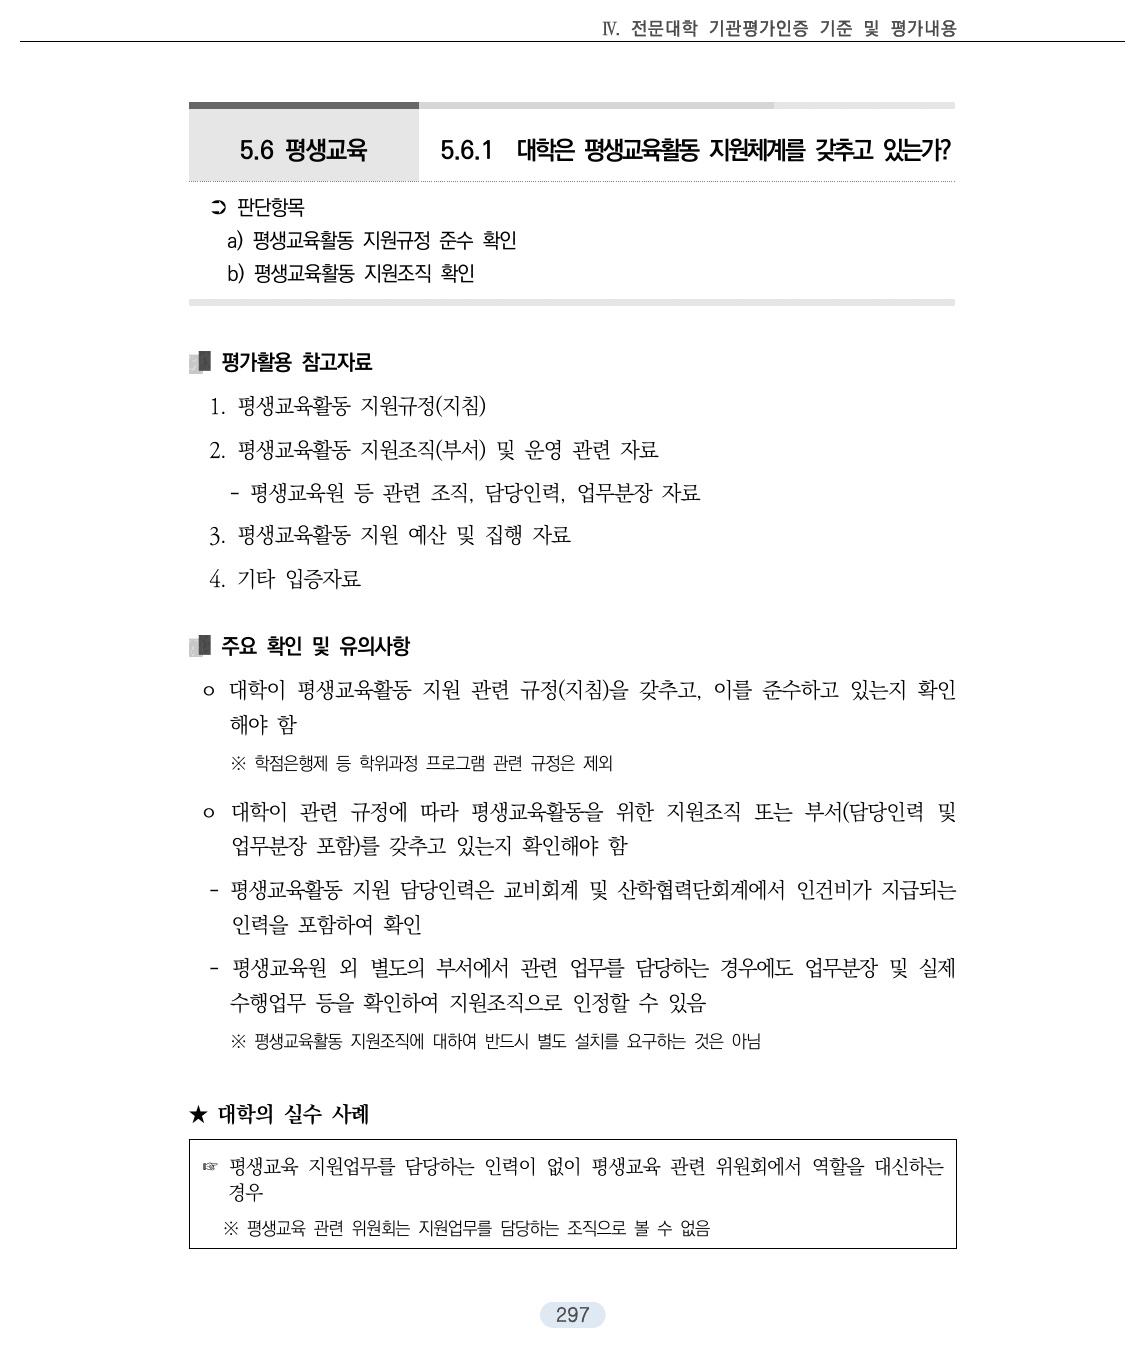 Ⅳ. 전문대학 기관평가인증 기준 및 평가내용
5.6 평생교육
5.6.1 대학은 평생교육활동 지원체계를 갖추고 있는가?
➲ 판단항목
a) 평생교육활동 지원규정 준수 확인
b) 평생교육활동 지원조직 확인
평가활용 참고자료
1. 평생교육활동 지원규정(지침)
2. 평생교육활동 지원조직(부서) 및 운영 관련 자료
- 평생교육원 등 관련 조직, 담당인력, 업무분장 자료
3. 평생교육활동 지원 예산 및 집행 자료
4. 기타 입증자료
주요 확인 및 유의사항
ㅇ 대학이 평생교육활동 지원 관련 규정(지침)을 갖추고, 이를 준수하고 있는지 확인
해야 함
※ 학점은행제 등 학위과정 프로그램 관련 규정은 제외
ㅇ 대학이 관련 규정에 따라 평생교육활동을 위한 지원조직 또는 부서(담당인력 및
업무분장 포함)를 갖추고 있는지 확인해야 함
- 평생교육활동 지원 담당인력은 교비회계 및 산학협력단회계에서 인건비가 지급되는
인력을 포함하여 확인
- 평생교육원 외 별도의 부서에서 관련 업무를 담당하는 경우에도 업무분장 및 실제
수행업무 등을 확인하여 지원조직으로 인정할 수 있음
※ 평생교육활동 지원조직에 대하여 반드시 별도 설치를 요구하는 것은 아님
★ 대학의 실수 사례
☞ 평생교육 지원업무를 담당하는 인력이 없이 평생교육 관련 위원회에서 역할을 대신하는
경우
※ 평생교육 관련 위원회는 지원업무를 담당하는 조직으로 볼 수 없음
297